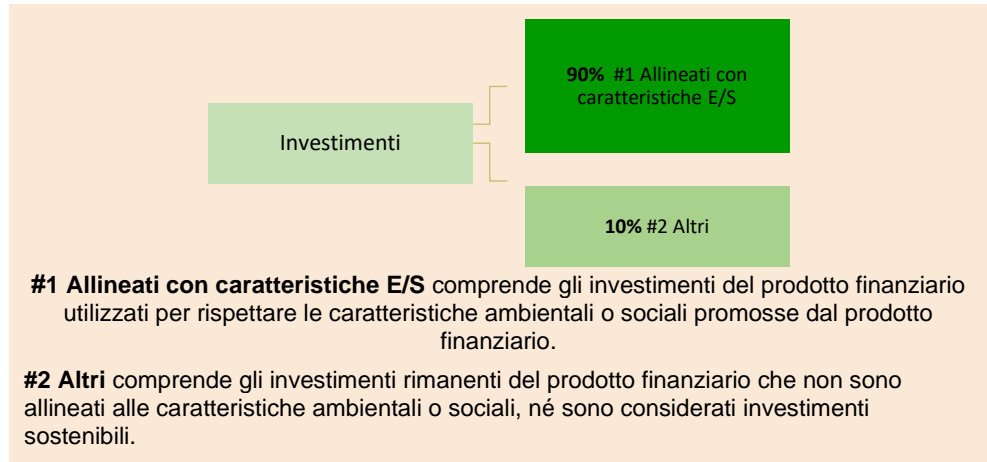 90% #1 Allineati con
caratteristiche E/S
Investimenti
10% #2 Altri
#1 Allineati con caratteristiche E/S comprende gli investimenti del prodotto finanziario
utilizzati per rispettare le caratteristiche ambientali o sociali promosse dal prodotto
finanziario.
#2 Altri comprende gli investimenti rimanenti del prodotto finanziario che non sono
allineati alle caratteristiche ambientali o sociali, né sono considerati investimenti
sostenibili.